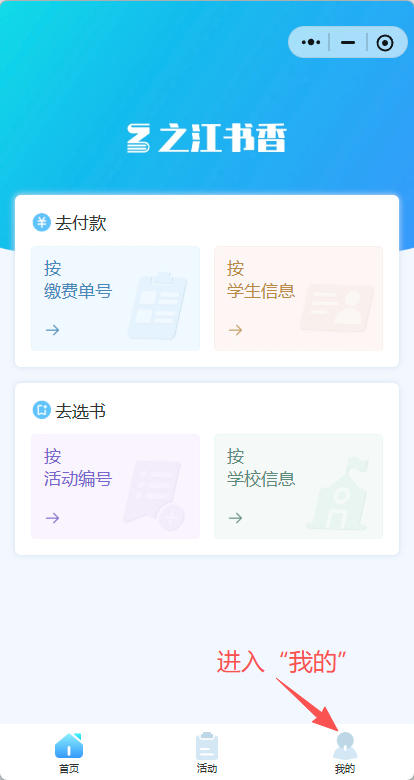 之江书香
去付款
按
缴费单号
按
学生信息
去选书
按
活动编号
按
学校信息
进入“我的”
首页
活动
我的